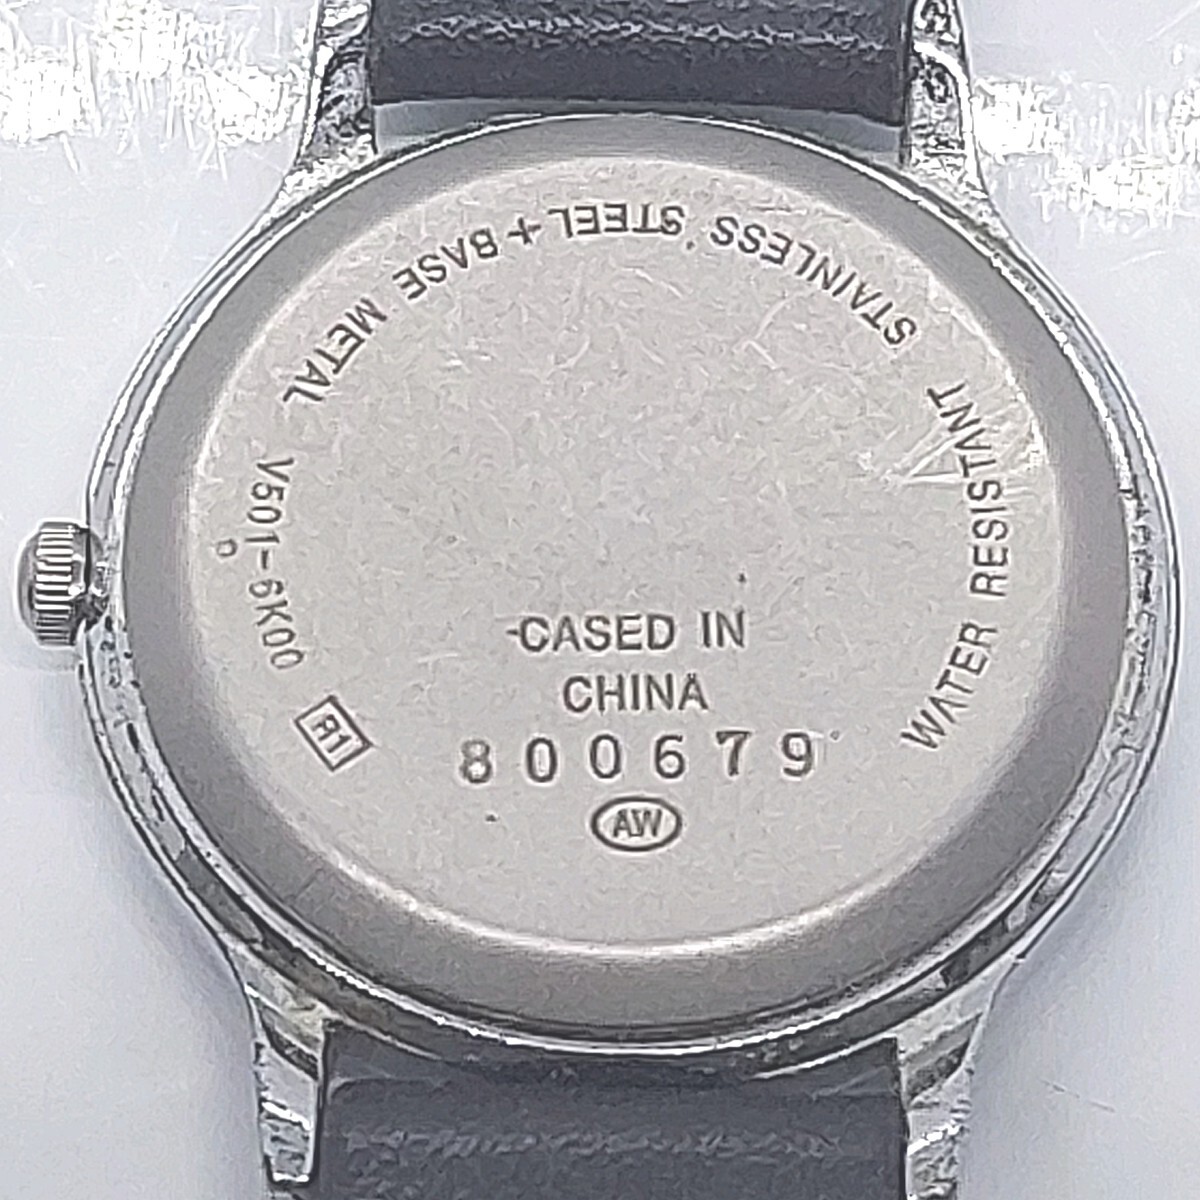 STAINLESS STEEL + BASE METAL
V501-6K00
R1
WATER RESISTANT
CASED IN
CHINA
800679
AW